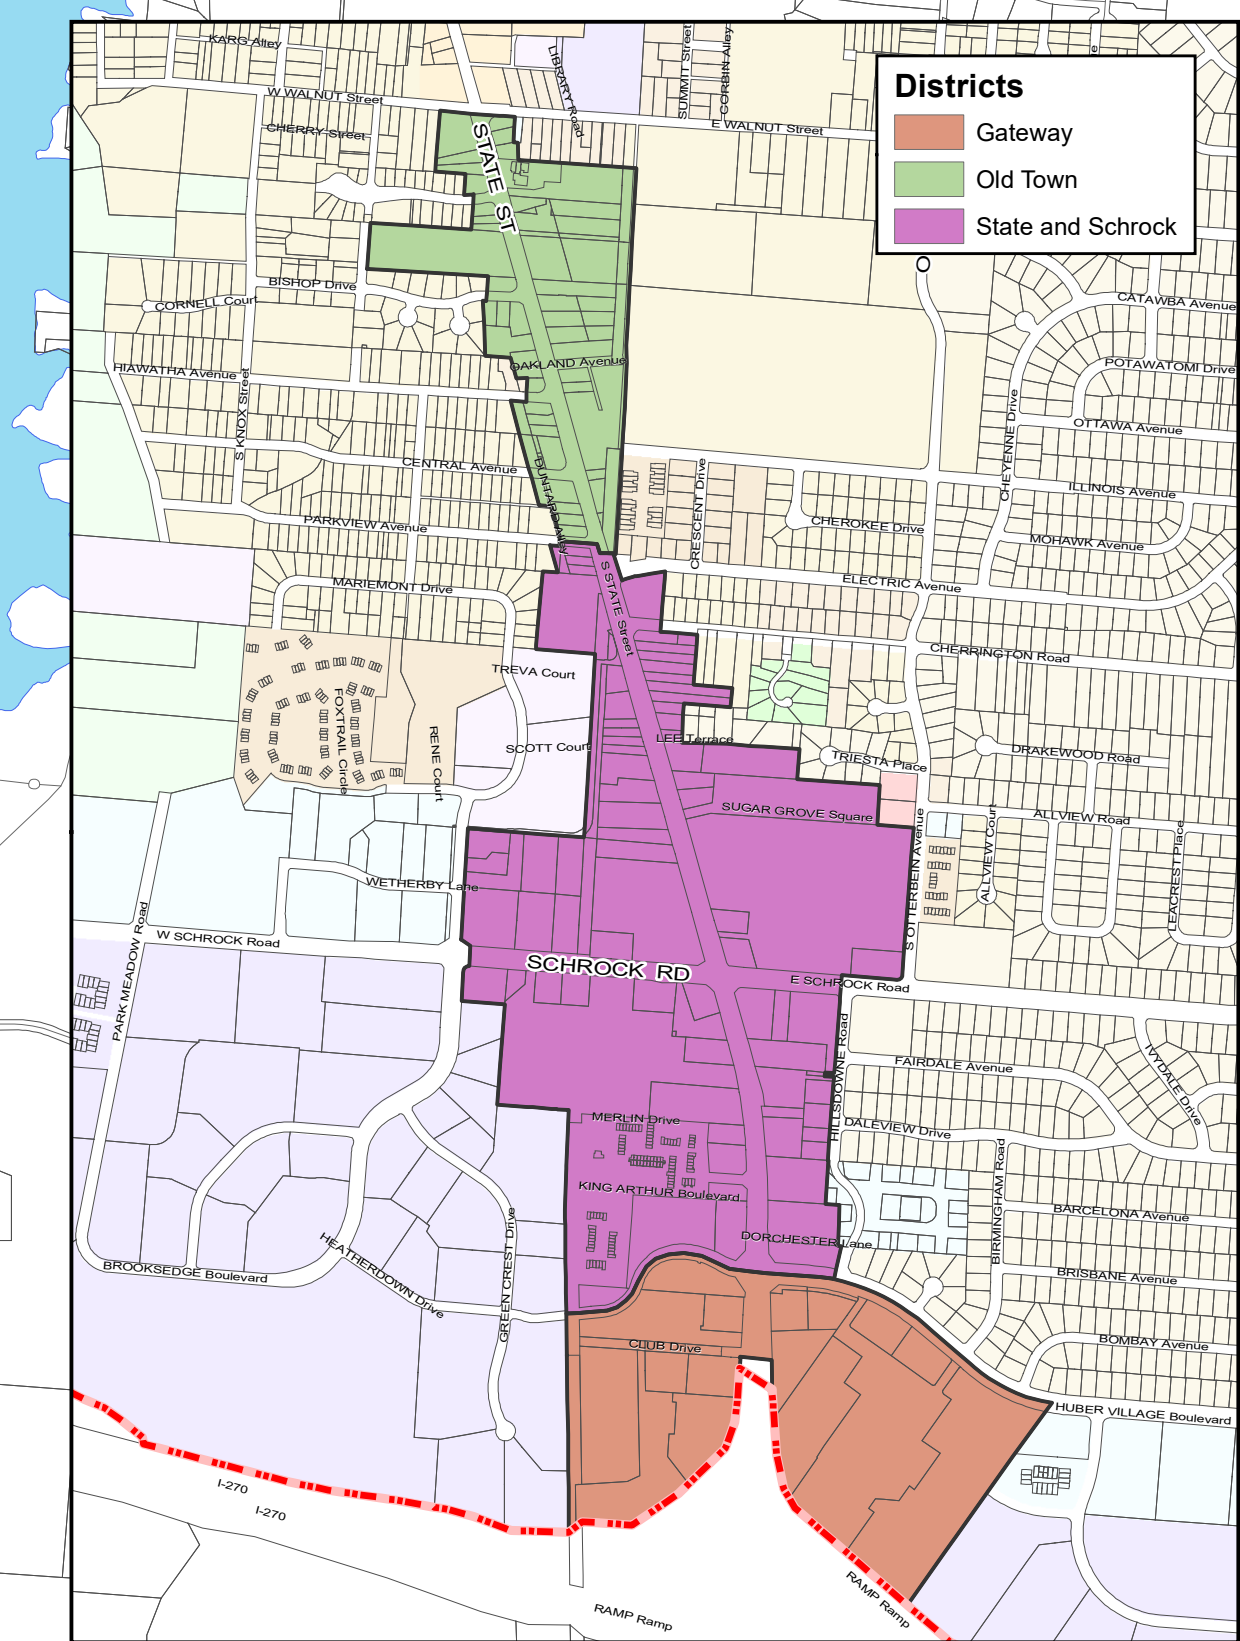 KARG Alley
LIBRARY Road
SUMMIT Street
CORBIN Alley
W WALNUT Street
CHERRY Street
E WALNUT Street
Districts
Gateway
Old Town
State and Schrock
STATE ST
O
BISHOP Drive
CORNELL Court
CATAWBA Avenue
HIAWATHA Avenue
OAKLAND Avenue
POTAWATOMI Drive
S KNOX Street
CHEYENNE Drive
OTTAWA Avenue
CENTRAL Avenue
DUNTARD Alley
CRESCENT Drive
ILLINOIS Avenue
PARKVIEW Avenue
CHEROKEE Drive
MOHAWK Avenue
MARIEMONT Drive
S STATE Street
ELECTRIC Avenue
CHERRINGTON Road
TREVA Court
FOXTRAIL Circle
RENE Court
SCOTT Court
LEE Terrace
TRIESTA Place
DRAKEWOOD Road
SUGAR GROVE Square
ALLVIEW Road
S OTTERBEIN Avenue
ALLVIEW Court
LEACREST Place
WETHERBY Lane
PARK MEADOW Road
W SCHROCK Road
SCHROCK RD
E SCHROCK Road
HILLSDOWNE Road
FAIRDALE Avenue
IVYDALE Drive
MERLIN Drive
DALEVIEW Drive
KING ARTHUR Boulevard
BIRMINGHAM Road
BARCELONA Avenue
DORCHESTER Lane
HEATHERDOWN Drive
GREEN CREST Drive
BROOKSEDGE Boulevard
BRISBANE Avenue
CLUB Drive
BOMBAY Avenue
HUBER VILLAGE Boulevard
I-270
I-270
RAMP Ramp
RAMP Ramp